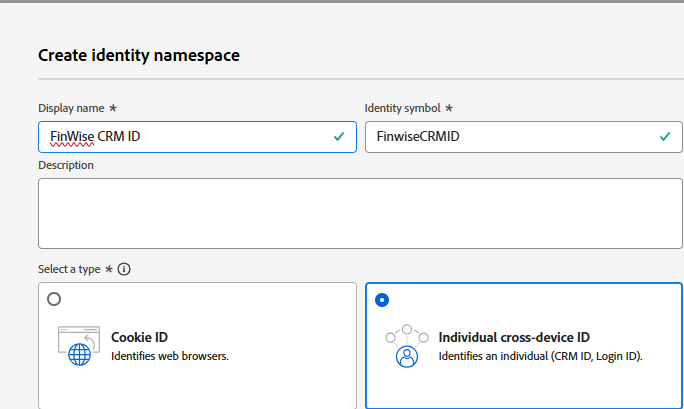 Create identity namespace
Display name *
Identity symbol *
FinWise CRM ID
FinwiseCRMID
Description
Select a type *
Cookie ID
Identifies web browsers.
Individual cross-device ID
Identifies an individual (CRM ID, Login ID).